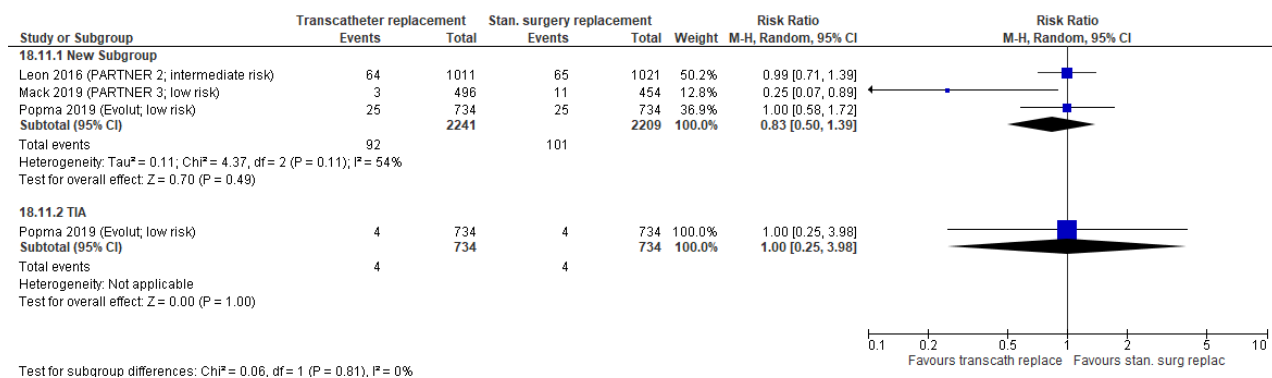 Transcatheter replacement Stan. surgery replacement Risk Ratio Risk Ratio
Study or Subgroup Events Total Events Total Weight M-H, Random, 95% CI M-H, Random, 95% CI
18.11.1 New Subgroup
Leon 2016 (PARTNER 2; intermediate risk) 64 1011 65 1021 50.2% 0.99 [0.71, 1.39]
Mack 2019 (PARTNER 3; low risk) 3 496 11 454 12.8% 0.25 [0.07, 0.89]
Popma 2019 (Evolut; low risk) 25 734 25 734 36.9% 1.00 [0.58, 1.72]
Subtotal (95% CI) 2241 2209 100.0% 0.83 [0.50, 1.39]
Total events 92 101
Heterogeneity: Tau² = 0.11; Chi² = 4.37, df = 2 (P = 0.11); I² = 54%
Test for overall effect: Z = 0.70 (P = 0.49)
18.11.2 TIA
Popma 2019 (Evolut; low risk) 4 734 4 734 100.0% 1.00 [0.25, 3.98]
Subtotal (95% CI) 734 734 100.0% 1.00 [0.25, 3.98]
Total events 4 4
Heterogeneity: Not applicable
Test for overall effect: Z = 0.00 (P = 1.00)
0.1 0.2 0.5 1 2 5 10
Favours transcath replace Favours stan. surg replac
Test for subgroup differences: Chi² = 0.06, df = 1 (P = 0.81), I² = 0%